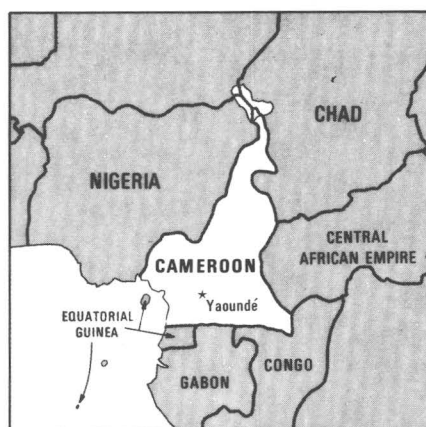 CHAD
NIGERIA
CENTRAL
AFRICAN EMPIRE
CAMEROON
Yaoundé
EQUATORIAL
GUINEA
GABON
CONGO